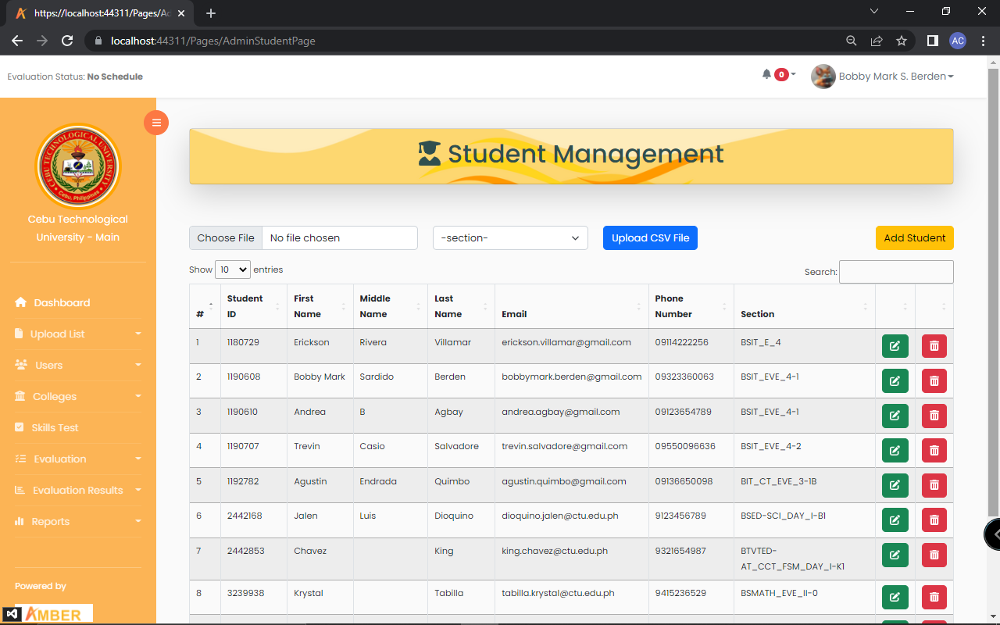 https://localhost:44311/Pages/Ad
localhost:44311/Pages/AdminStudentPage
AC
Evaluation Status: No Schedule
0
Bobby Mark S. Berden
CEBU TECHNOLOGICAL UNIVERSITY
Cebu, Philippines
Cebu Technological
University - Main
Dashboard
Upload List
Users
Colleges
Skills Test
Evaluation
Evaluation Results
Reports
Powered by
AMBER
Student Management
Choose File No file chosen -section- Upload CSV File Add Student
Show 10 entries Search:
# Student ID First Name Middle Name Last Name Email Phone Number Section
1 1180729 Erickson Rivera Villamar erickson.villamar@gmail.com 09114222256 BSIT_E_4
2 1190608 Bobby Mark Sardido Berden bobbymark.berden@gmail.com 09323360063 BSIT_EVE_4-1
3 1190610 Andrea B Agbay andrea.agbay@gmail.com 09123654789 BSIT_EVE_4-1
4 1190707 Trevin Casio Salvadore trevin.salvadore@gmail.com 09550096636 BSIT_EVE_4-2
5 1192782 Agustin Endrada Quimbo agustin.quimbo@gmail.com 09136650098 BIT_CT_EVE_3-1B
6 2442168 Jalen Luis Dioquino dioquino.jalen@ctu.edu.ph 9123456789 BSED-SCI_DAY_I-B1
7 2442853 Chavez King king.chavez@ctu.edu.ph 9321654987 BTVTED-
AT_CCT_FSM_DAY_I-K1
8 3239938 Krystal Tabilla tabilla.krystal@ctu.edu.ph 9415236529 BSMATH_EVE_II-0